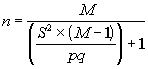 n = M / ((S² × (M − 1) / pq) + 1)